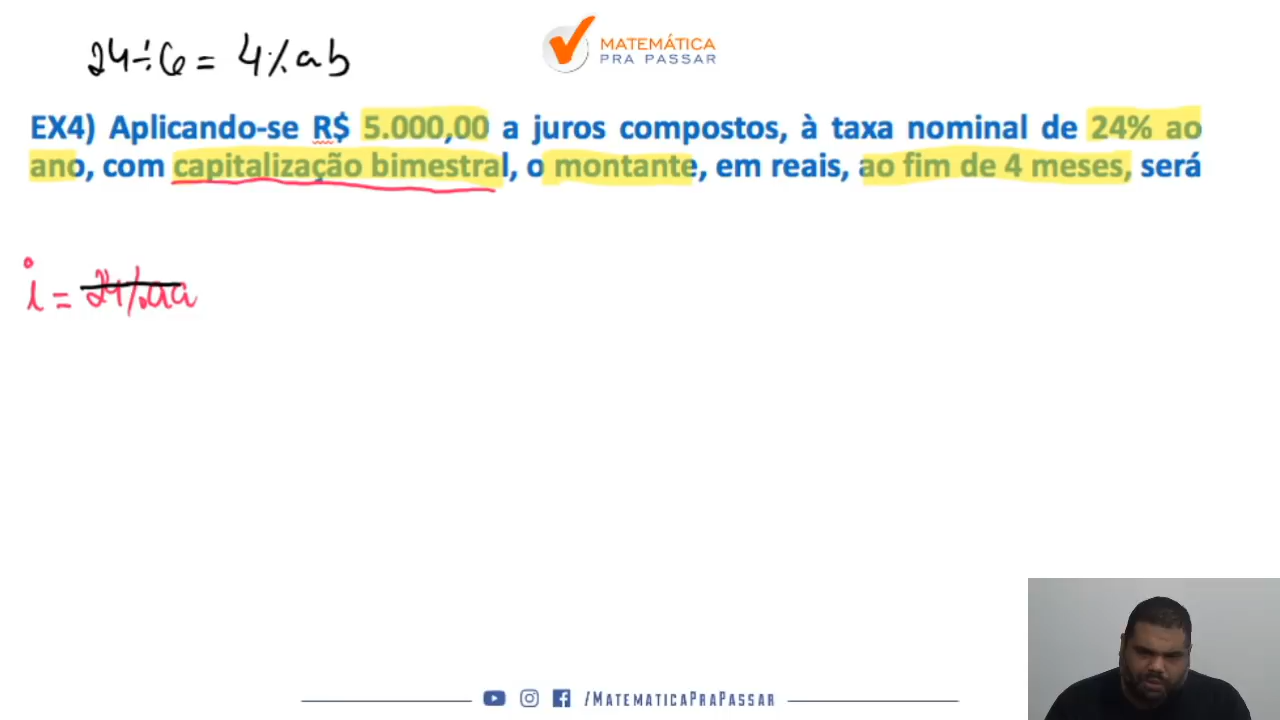 24÷6 = 4% ab
MATEMÁTICA
PRA PASSAR
EX4) Aplicando-se R$ 5.000,00 a juros compostos, à taxa nominal de 24% ao
ano, com capitalização bimestral, o montante, em reais, ao fim de 4 meses, será
i = 24% aa
/MATEMATICAPRAPASSAR